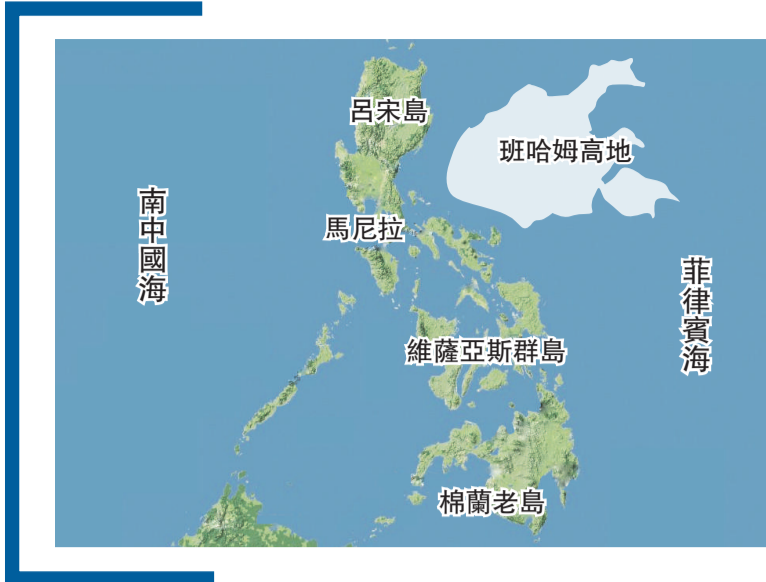 呂宋島
班哈姆高地
南中國海
馬尼拉
菲律賓海
維薩亞斯群島
棉蘭老島